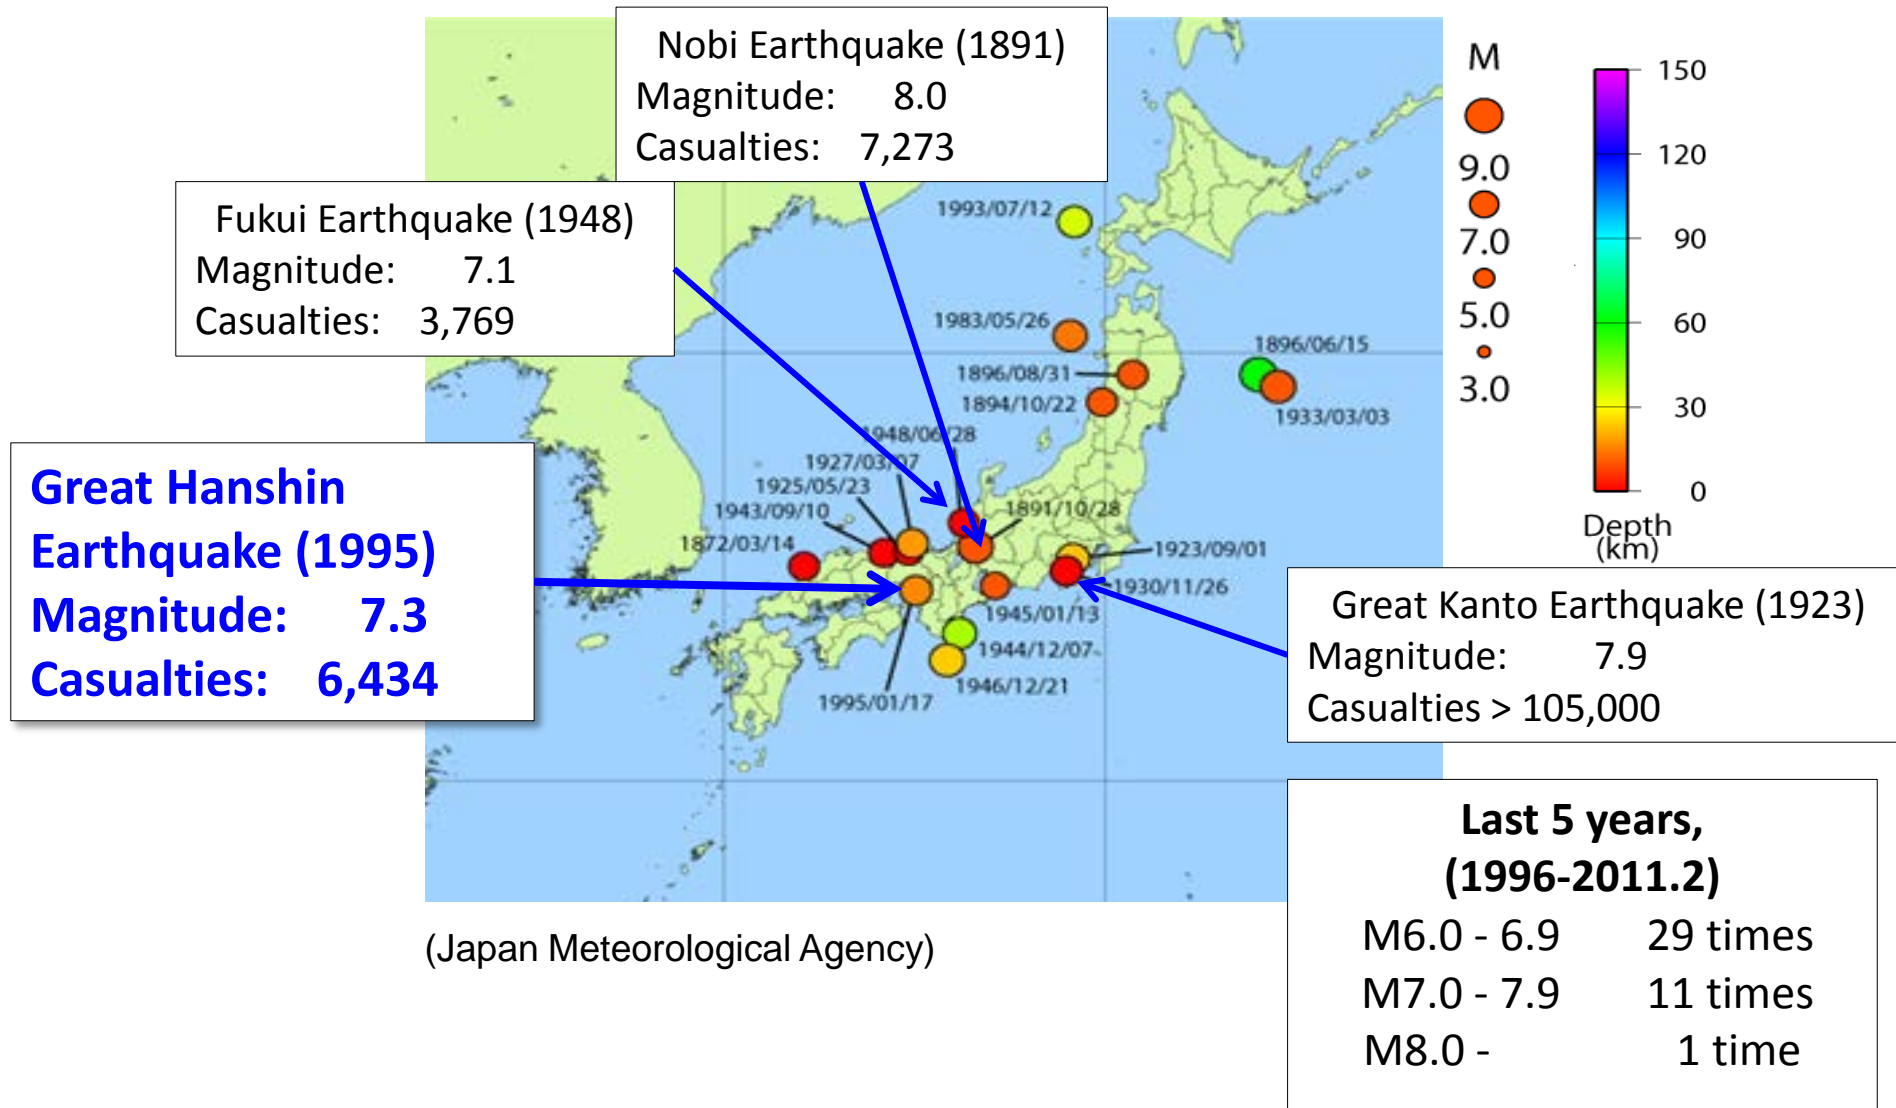 Nobi Earthquake (1891)
Magnitude: 8.0
Casualties: 7,273
Fukui Earthquake (1948)
Magnitude: 7.1
Casualties: 3,769
Great Hanshin
Earthquake (1995)
Magnitude: 7.3
Casualties: 6,434
1993/07/12
1983/05/26
1896/08/31
1894/10/22
1896/06/15
1933/03/03
1948/06/28
1927/03/07
1925/05/23
1943/09/10
1872/03/14
1891/10/28
1923/09/01
1930/11/26
1945/01/13
1944/12/07
1946/12/21
1995/01/17
M
9.0
7.0
5.0
3.0
150
120
90
60
30
0
Depth
(km)
Great Kanto Earthquake (1923)
Magnitude: 7.9
Casualties > 105,000
Last 5 years,
(1996-2011.2)
M6.0 - 6.9 29 times
M7.0 - 7.9 11 times
M8.0 - 1 time
(Japan Meteorological Agency)